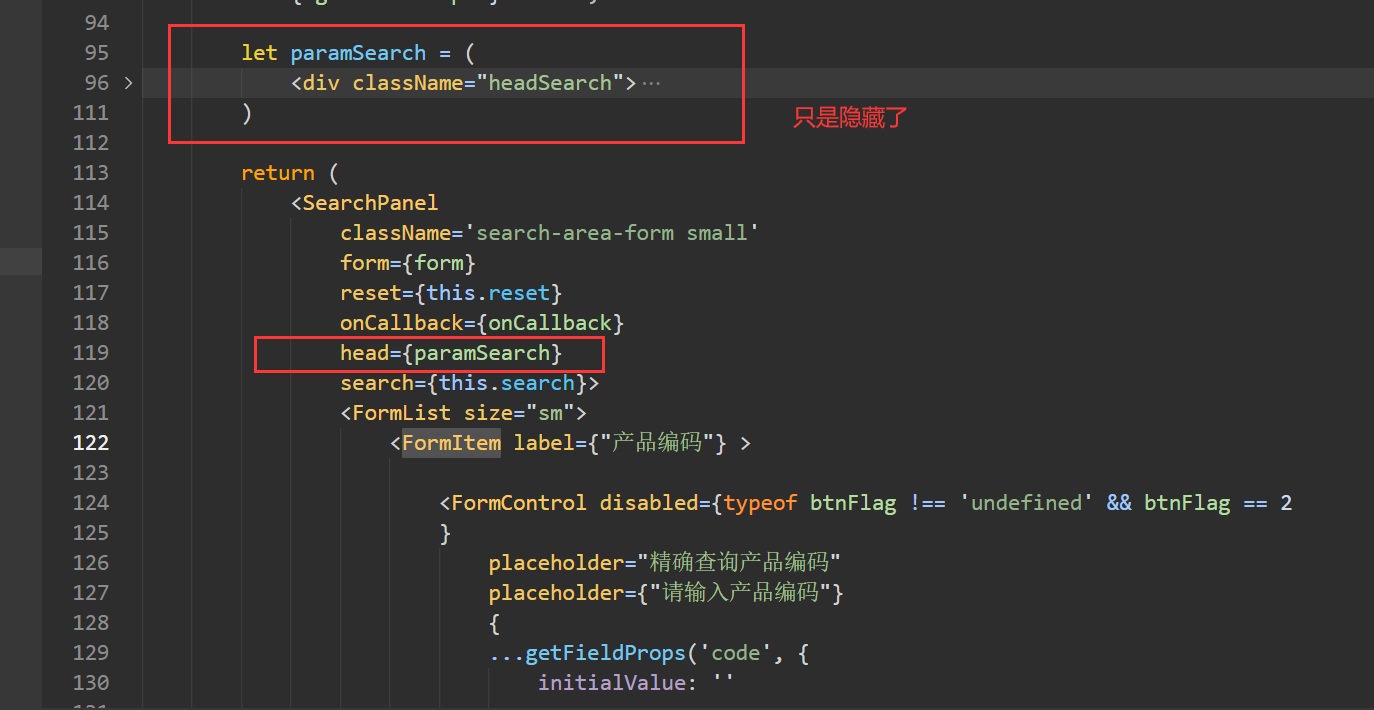 94
95 let paramSearch = (
96 > <div className="headSearch">···
111 )
只是隐藏了
112
113 return (
114 <SearchPanel
115 className='search-area-form small'
116 form={form}
117 reset={this.reset}
118 onCallback={onCallback}
119 head={paramSearch}
120 search={this.search}>
121 <FormList size="sm">
122 <FormItem label={"产品编码"} >
123
124 <FormControl disabled={typeof btnFlag !== 'undefined' && btnFlag == 2
125 }
126 placeholder="精确查询产品编码"
127 placeholder={"请输入产品编码"}
128 {
129 ...getFieldProps('code', {
130 initialValue: ''